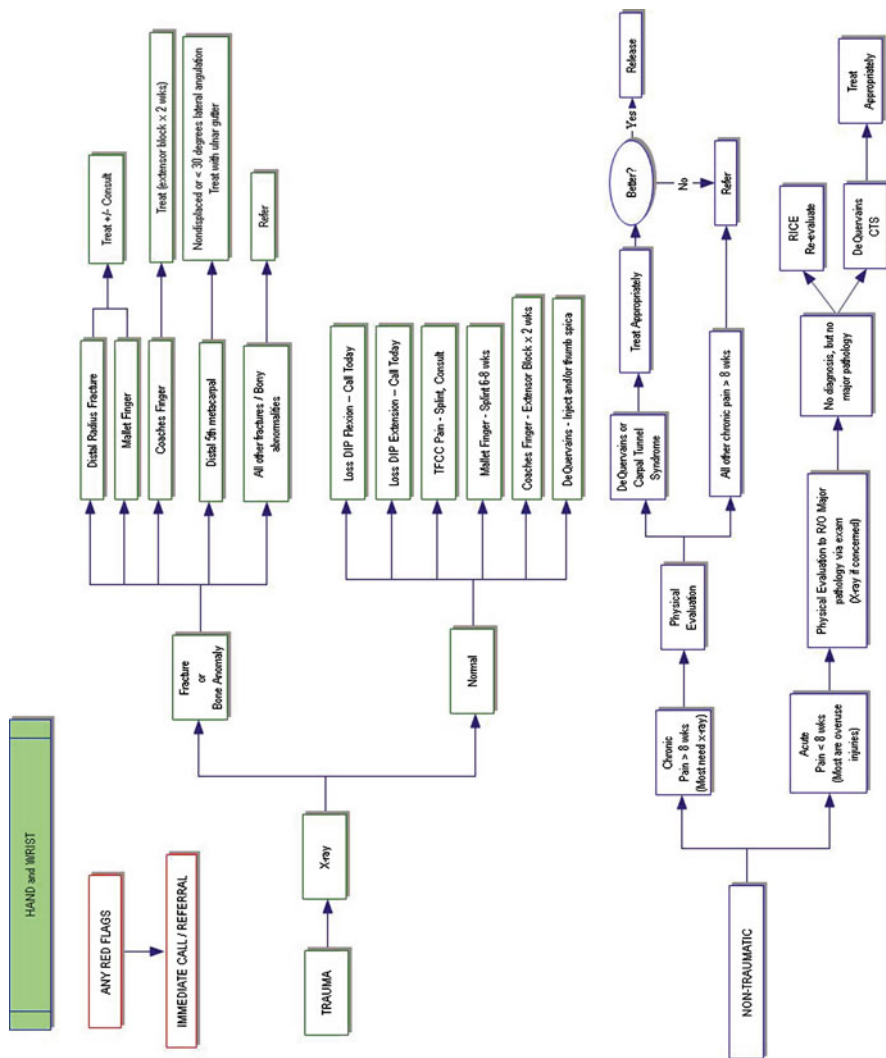 HAND and WRIST
ANY RED FLAGS
IMMEDIATE CALL / REFERRAL
TRAUMA
X-ray
Fracture
or
Bone Anomaly
Distal Radius Fracture
Mallet Finger
Treat +/- Consult
Coaches Finger
Treat (extensor block x 2 wks)
Distal 5th metacarpal
Nondisplaced or < 30 degrees lateral angulation
Treat with ulnar gutter
All other fractures / Bony
abnormalities
Refer
Normal
Loss DIP Flexion – Call Today
Loss DIP Extension – Call Today
TFCC Pain - Splint, Consult
Mallet Finger - Splint 6-8 wks
Coaches Finger - Extensor Block x 2 wks
DeQuervains - Inject and/or thumb spica
NON-TRAUMATIC
Chronic
Pain > 8 wks
(Most need x-ray)
Physical
Evaluation
DeQuervains or
Carpal Tunnel
Syndrome
Treat Appropriately
Better?
Yes
Release
No
Refer
All other chronic pain > 8 wks
Acute
Pain < 8 wks
(Most are overuse
injuries)
Physical Evaluation to R/O Major
pathology via exam
(X-ray if concerned)
No diagnosis, but no
major pathology
RICE
Re-evaluate
DeQuervains
CTS
Treat
Appropriately